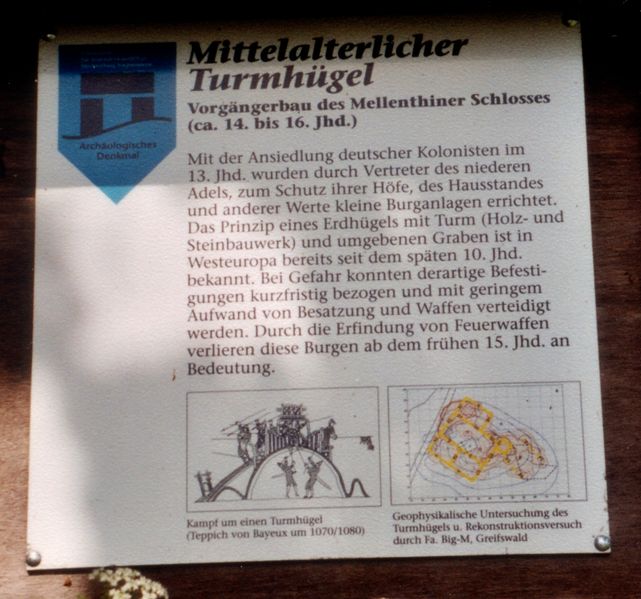 Mittelalterlicher
Turmhügel
Vorgängerbau des Mellenthiner Schlosses
(ca. 14. bis 16. Jhd.)
Archäologisches
Denkmal
Mit der Ansiedlung deutscher Kolonisten im
13. Jhd. wurden durch Vertreter des niederen
Adels, zum Schutz ihrer Höfe, des Hausstandes
und anderer Werte kleine Burganlagen errichtet.
Das Prinzip eines Erdhügels mit Turm (Holz- und
Steinbauwerk) und umgebenen Graben ist in
Westeuropa bereits seit dem späten 10. Jhd.
bekannt. Bei Gefahr konnten derartige Befesti-
gungen kurzfristig bezogen und mit geringem
Aufwand von Besatzung und Waffen verteidigt
werden. Durch die Erfindung von Feuerwaffen
verlieren diese Burgen ab dem frühen 15. Jhd. an
Bedeutung.
Kampf um einen Turmhügel
(Teppich von Bayeux um 1070/1080)
Geophysikalische Untersuchung des
Turmhügels u. Rekonstruktionsversuch
durch Fa. Big-M, Greifswald